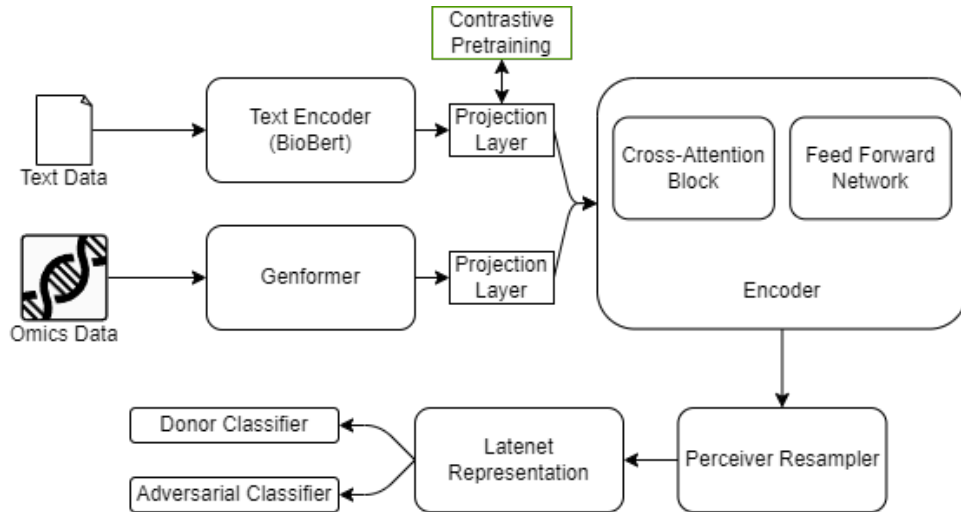 Contrastive
Pretraining
Text Data
Text Encoder
(BioBert)
Projection
Layer
Cross-Attention
Block
Feed Forward
Network
Encoder
Omics Data
Genformer
Projection
Layer
Donor Classifier
Adversarial Classifier
Latenet
Representation
Perceiver Resampler